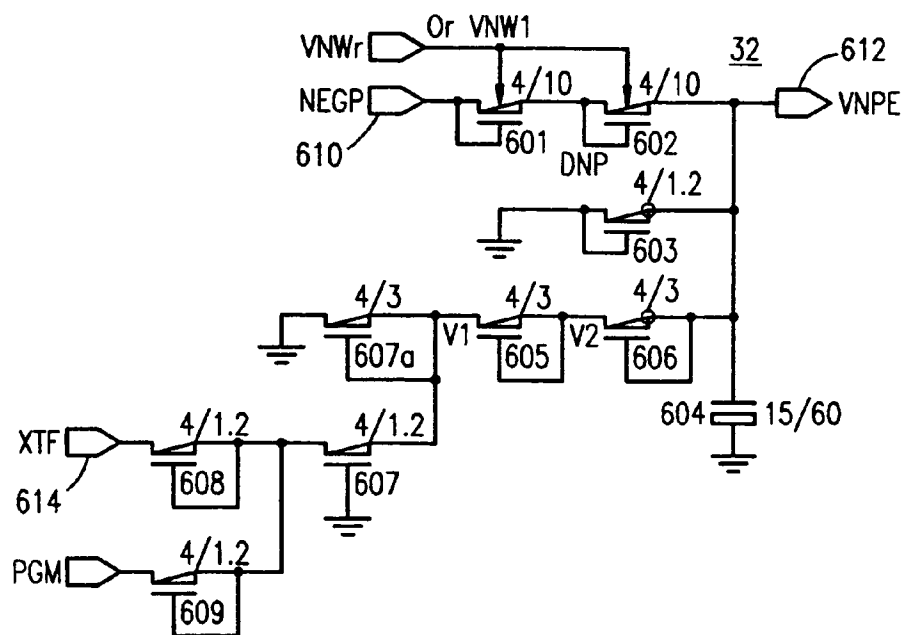 Or VNW1
VNWr
32
612
4/10
4/10
NEGP
VNPE
610
601
602
DNP
4/1.2
603
4/3
4/3
4/3
V1
V2
607a
605
606
604
15/60
4/1.2
4/1.2
XTF
608
607
614
4/1.2
PGM
609